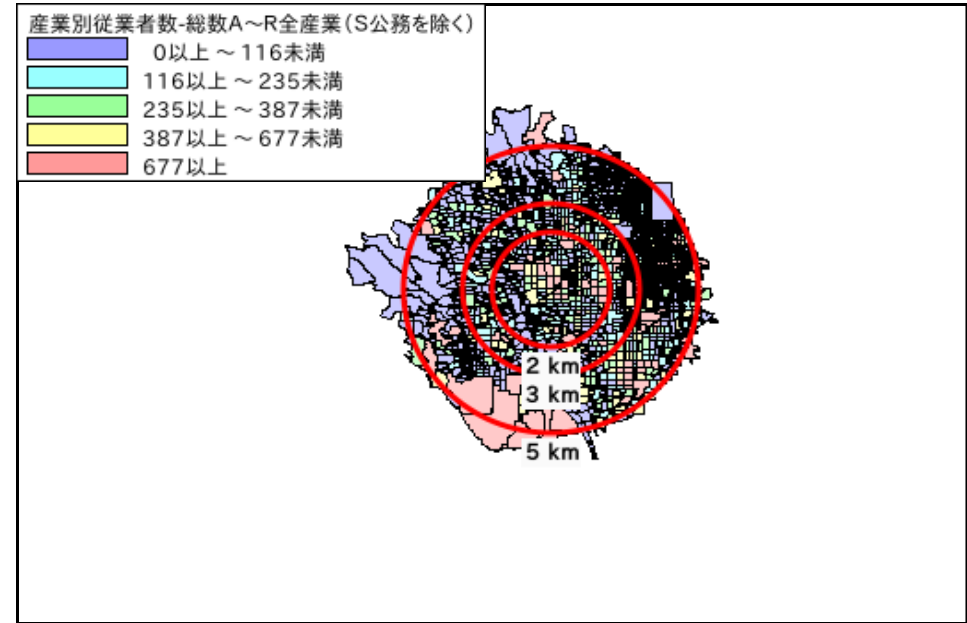 産業別従業者数-総数A～R全産業（S公務を除く）
0以上 ～ 116未満
116以上 ～ 235未満
235以上 ～ 387未満
387以上 ～ 677未満
677以上
2 km
3 km
5 km